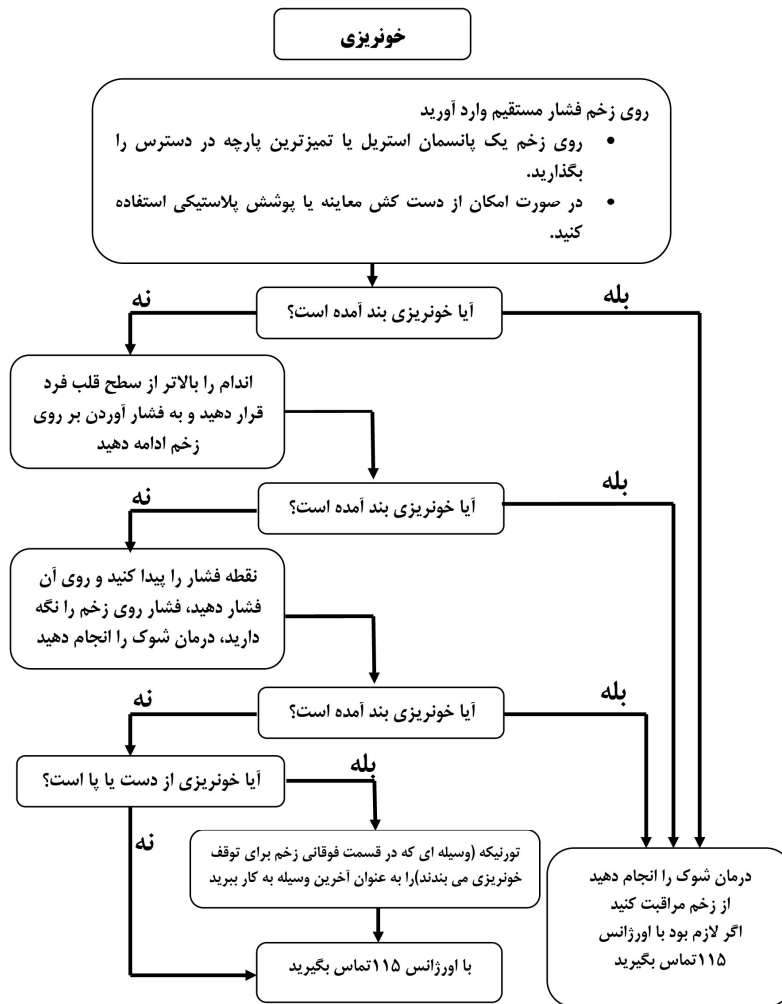 خونریزی
روی زخم فشار مستقیم وارد آورید
• روی زخم یک پانسمان استریل یا تمیزترین پارچه در دسترس را
بگذارید.
• در صورت امکان از دست کش معاینه یا پوشش پلاستیکی استفاده
کنید.
آیا خونریزی بند آمده است؟
بله
نه
اندام را بالاتر از سطح قلب فرد
قرار دهید و به فشار آوردن بر روی
زخم ادامه دهید
آیا خونریزی بند آمده است؟
بله
نه
نقطه فشار را پیدا کنید و روی آن
فشار دهید، فشار روی زخم را نگه
دارید، درمان شوک را انجام دهید
آیا خونریزی بند آمده است؟
بله
نه
آیا خونریزی از دست یا پا است؟
بله
نه
تورنیکه (وسیله ای که در قسمت فوقانی زخم برای توقف
خونریزی می بندند)را به عنوان آخرین وسیله به کار ببرید
با اورژانس ۱۱۵تماس بگیرید
درمان شوک را انجام دهید
از زخم مراقبت کنید
اگر لازم بود با اورژانس
۱۱۵تماس بگیرید